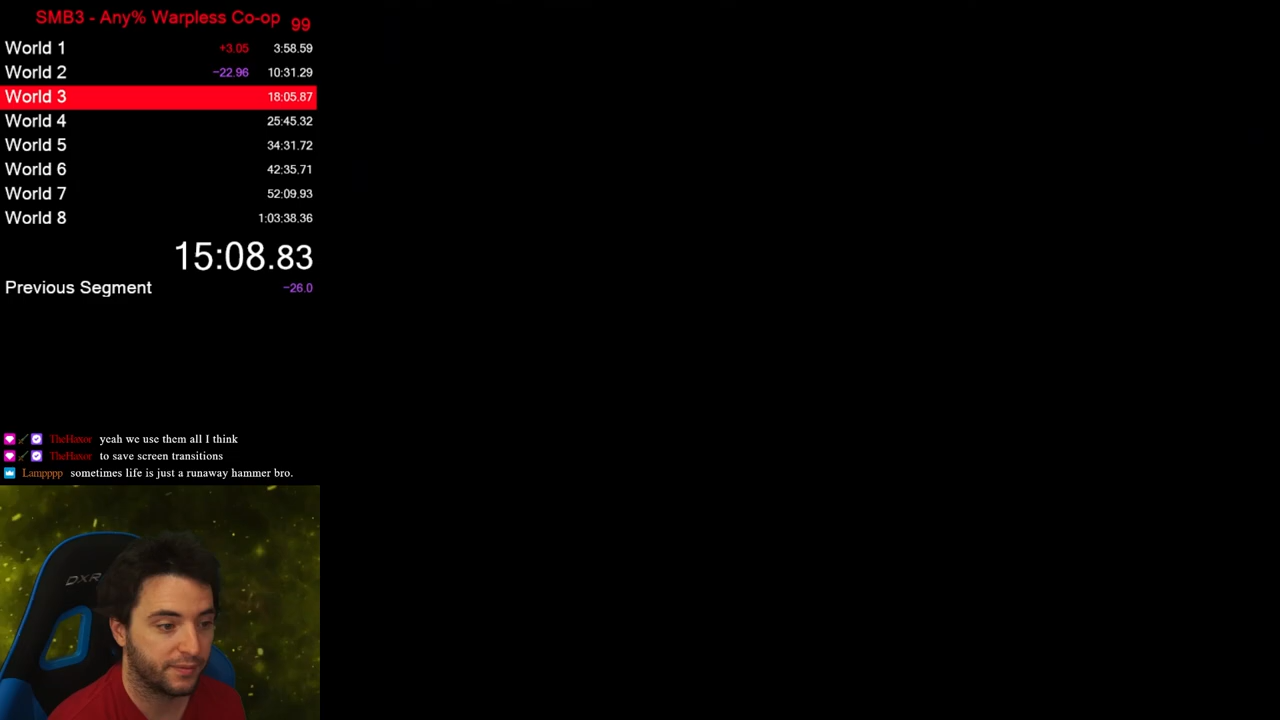 SMB3 - Any% Warpless Co-op 99
World 1 +3.05 3:58.59
World 2 −22.96 10:31.29
World 3 18:05.87
World 4 25:45.32
World 5 34:31.72
World 6 42:35.71
World 7 52:09.93
World 8 1:03:38.36
15:08.83
Previous Segment −26.0
TheHaxor yeah we use them all I think
TheHaxor to save screen transitions
Lampppp sometimes life is just a runaway hammer bro.
DXR